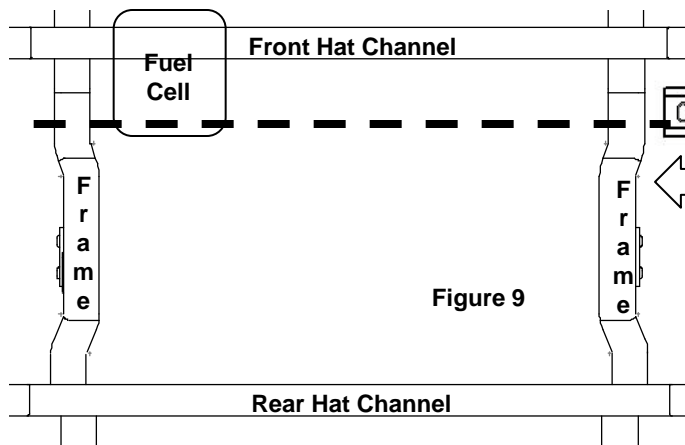 Front Hat Channel
Fuel
Cell
Frame
Frame
Figure 9
Rear Hat Channel